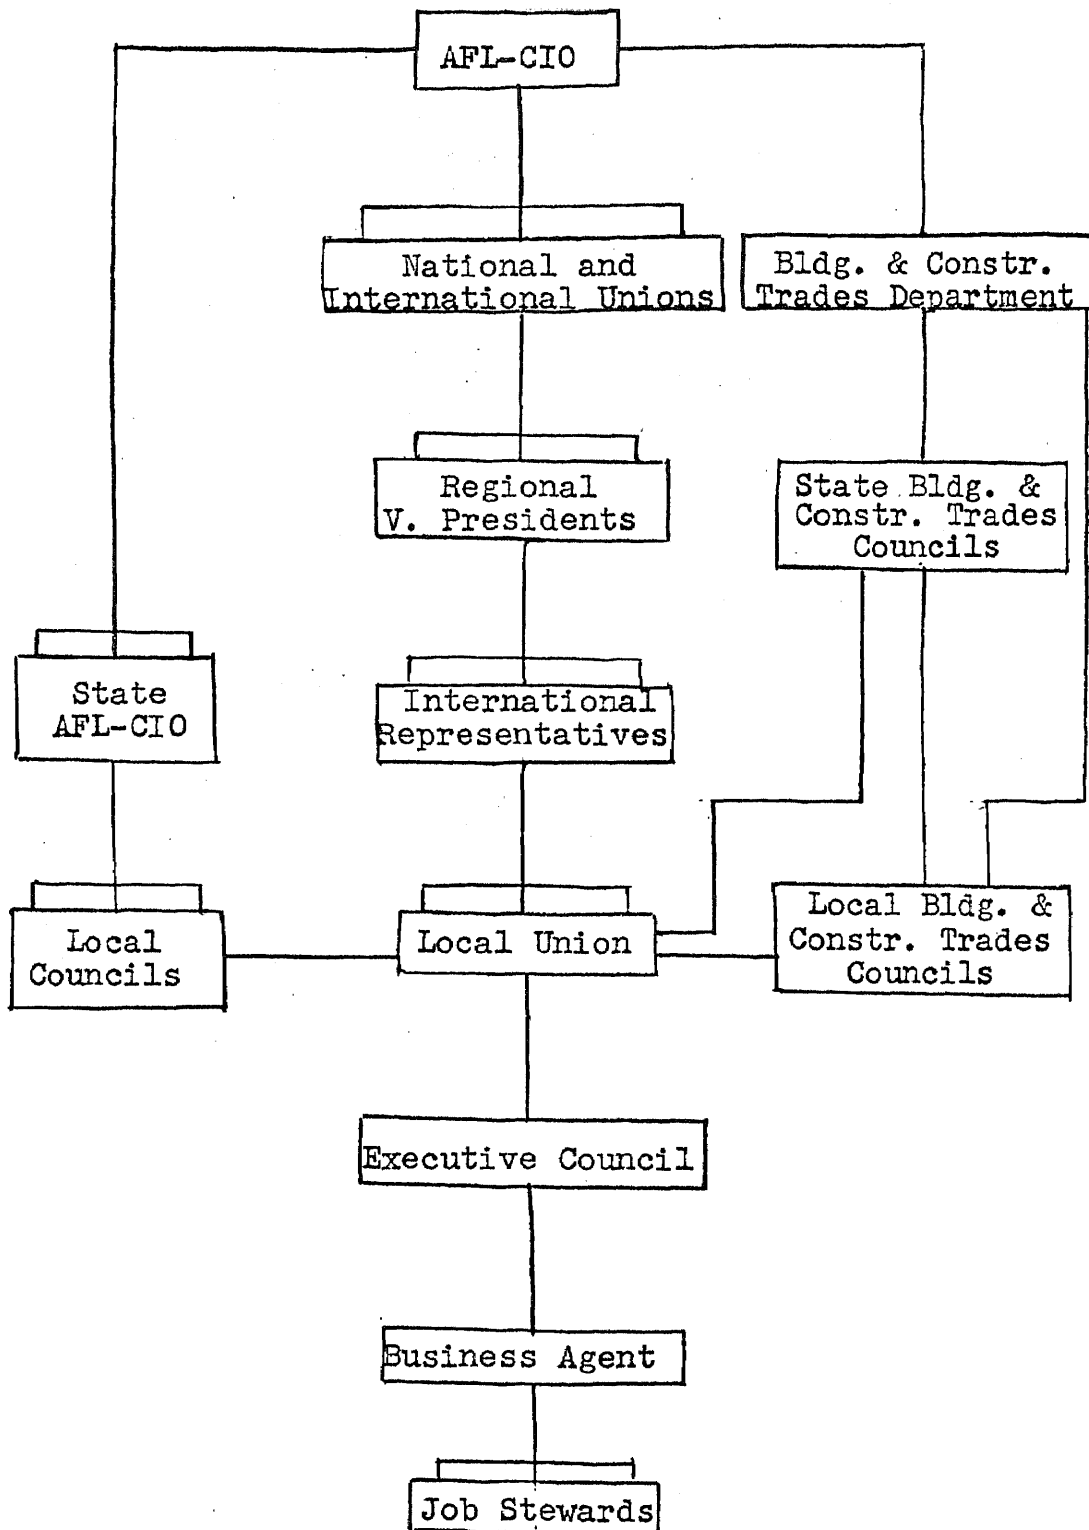 AFL-CIO
National and
International Unions
Bldg. & Constr.
Trades Department
Regional
V. Presidents
State Bldg. &
Constr. Trades
Councils
State
AFL-CIO
International
Representatives
Local
Councils
Local Union
Local Bldg. &
Constr. Trades
Councils
Executive Council
Business Agent
Job Stewards